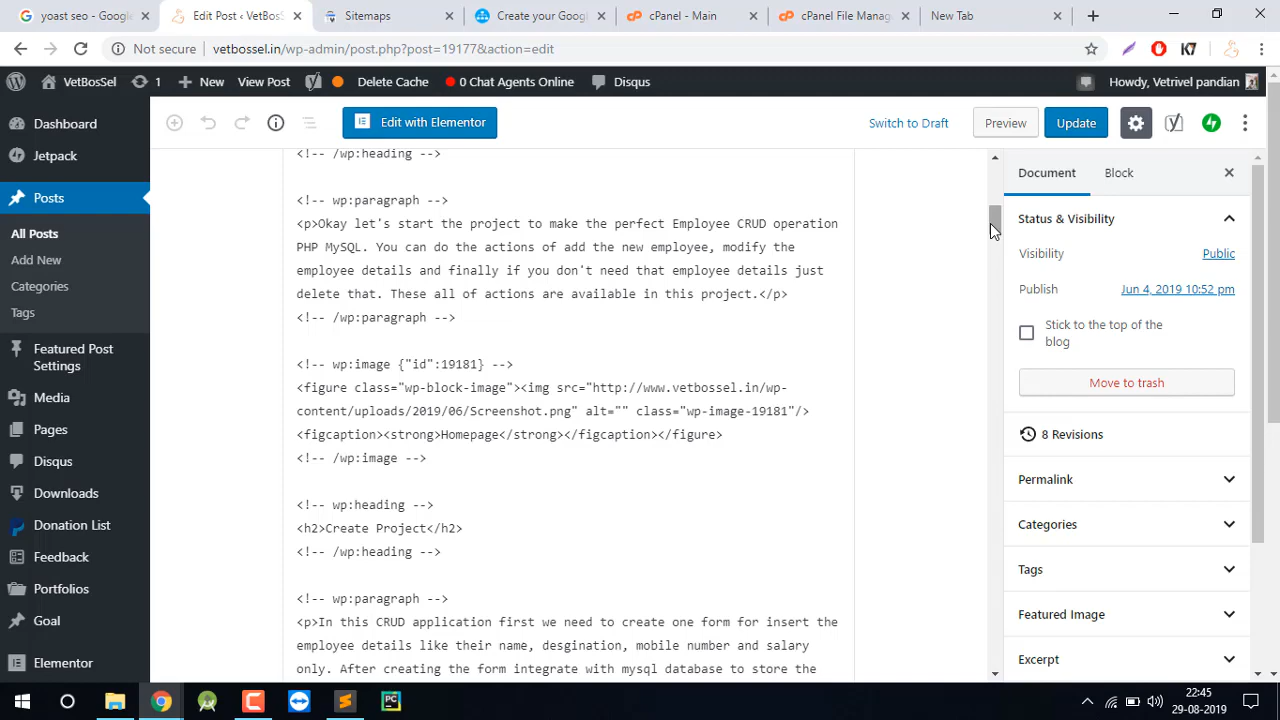 yoast seo - Google
Edit Post ‹ VetBosS
Sitemaps
Create your Googl
cPanel - Main
cPanel File Manag
New Tab
Not secure
vetbossel.in/wp-admin/post.php?post=19177&action=edit
VetBosSel
1
New
View Post
Delete Cache
0 Chat Agents Online
Disqus
Howdy, Vetrivel pandian
Dashboard
Jetpack
Posts
All Posts
Add New
Categories
Tags
Featured Post
Settings
Media
Pages
Disqus
Downloads
Donation List
Feedback
Portfolios
Goal
Elementor
Edit with Elementor
Switch to Draft
Preview
Update
<!-- /wp:heading -->
<!-- wp:paragraph -->
<p>Okay let's start the project to make the perfect Employee CRUD operation
PHP MySQL. You can do the actions of add the new employee, modify the
employee details and finally if you don't need that employee details just
delete that. These all of actions are available in this project.</p>
<!-- /wp:paragraph -->
<!-- wp:image {"id":19181} -->
<figure class="wp-block-image"><img src="http://www.vetbossel.in/wp-
content/uploads/2019/06/Screenshot.png" alt="" class="wp-image-19181"/>
<figcaption><strong>Homepage</strong></figcaption></figure>
<!-- /wp:image -->
<!-- wp:heading -->
<h2>Create Project</h2>
<!-- /wp:heading -->
<!-- wp:paragraph -->
<p>In this CRUD application first we need to create one form for insert the
employee details like their name, desgination, mobile number and salary
only. After creating the form integrate with mysql database to store the
Document
Block
Status & Visibility
Visibility
Public
Publish
Jun 4, 2019 10:52 pm
Stick to the top of the
blog
Move to trash
8 Revisions
Permalink
Categories
Tags
Featured Image
Excerpt
22:45
29-08-2019